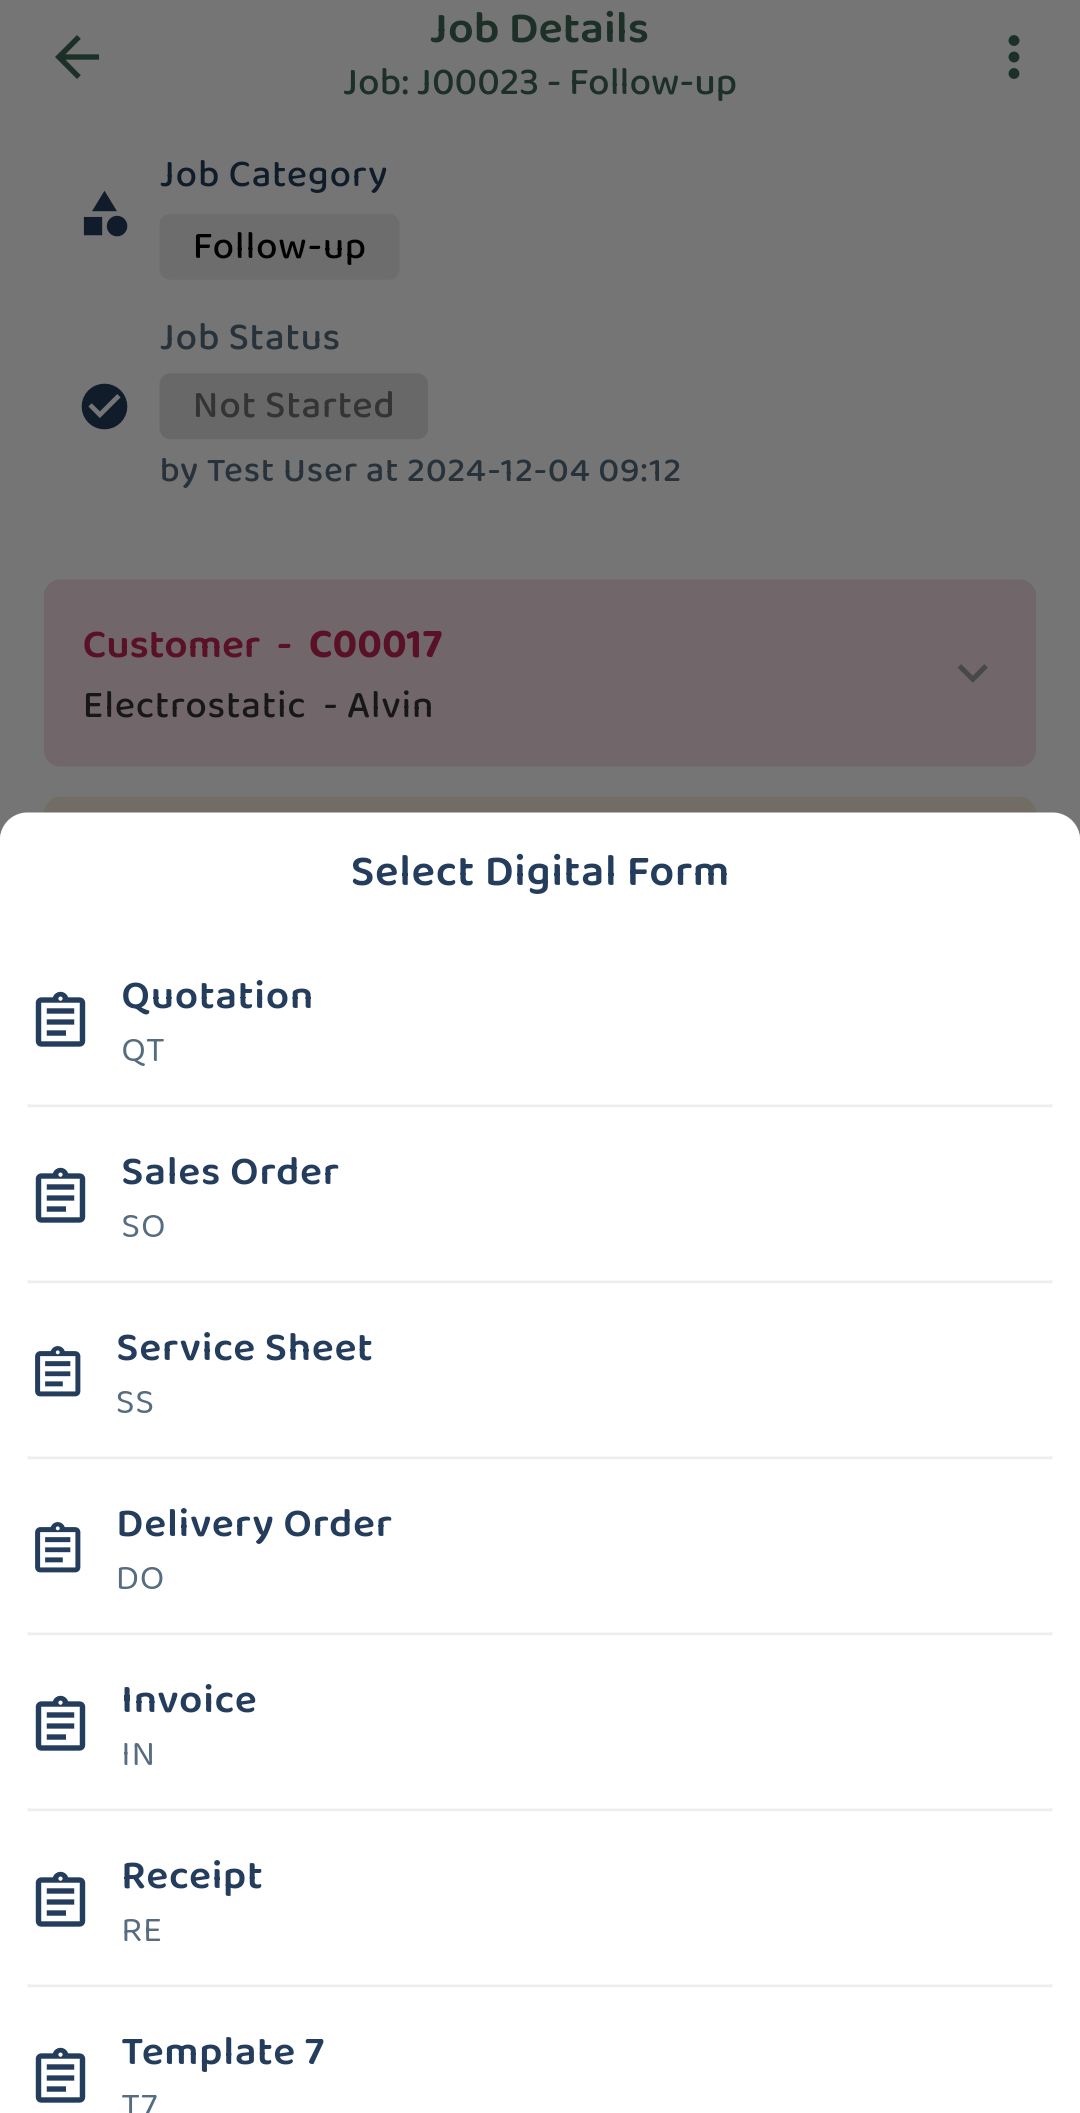 Job Details
Job: J00023 - Follow-up
Job Category
Follow-up
Job Status
Not Started
by Test User at 2024-12-04 09:12
Customer - C00017
Electrostatic - Alvin
Select Digital Form
Quotation
QT
Sales Order
SO
Service Sheet
SS
Delivery Order
DO
Invoice
IN
Receipt
RE
Template 7
T7